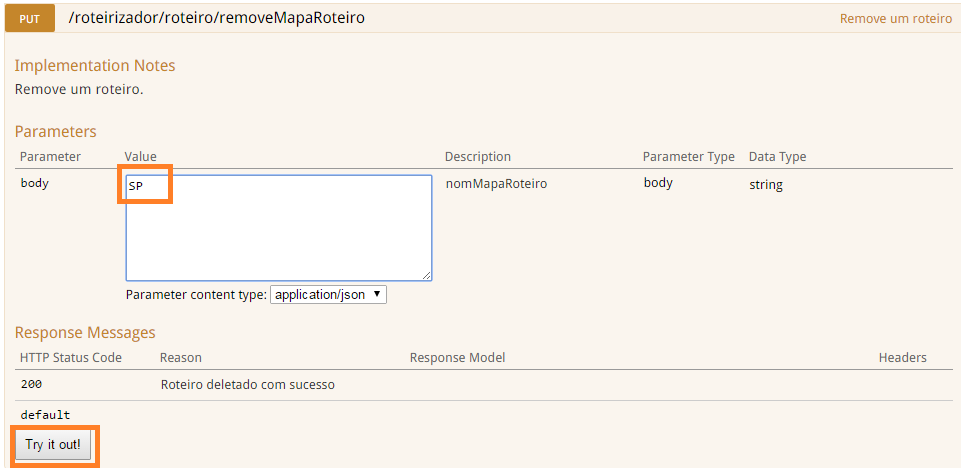 PUT /roteirizador/roteiro/removeMapaRoteiro Remove um roteiro
Implementation Notes
Remove um roteiro.
Parameters
Parameter Value Description Parameter Type Data Type
body SP nomMapaRoteiro body string
Parameter content type: application/json
Response Messages
HTTP Status Code Reason Response Model Headers
200 Roteiro deletado com sucesso
default
Try it out!